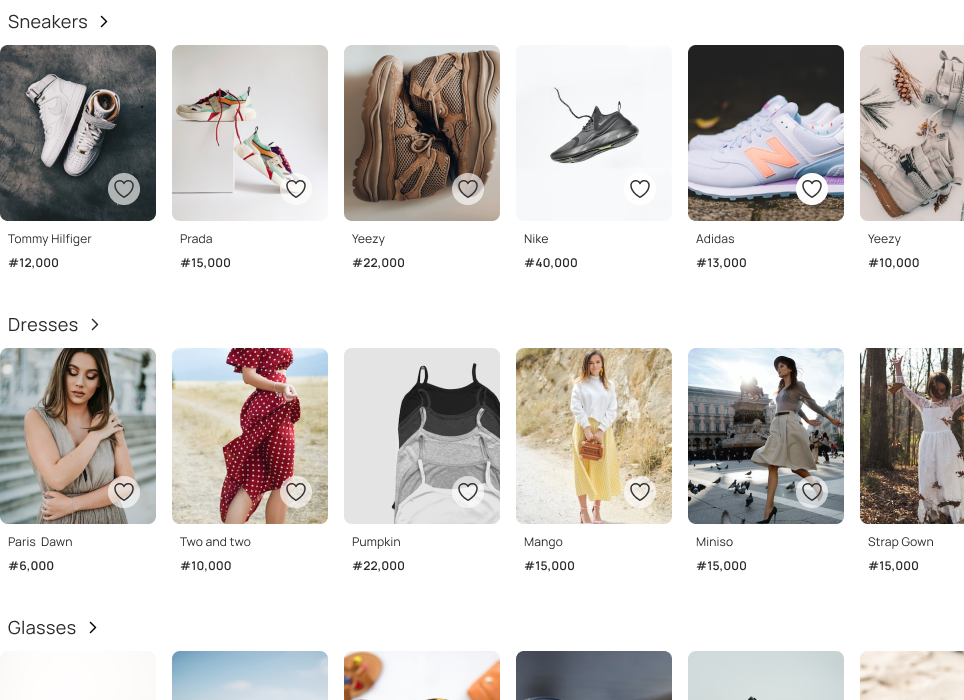 Sneakers
Tommy Hilfiger
#12,000
Prada
#15,000
Yeezy
#22,000
Nike
#40,000
Adidas
#13,000
Yeezy
#10,000
Dresses
Paris Dawn
#6,000
Two and two
#10,000
Pumpkin
#22,000
Mango
#15,000
Miniso
#15,000
Strap Gown
#15,000
Glasses